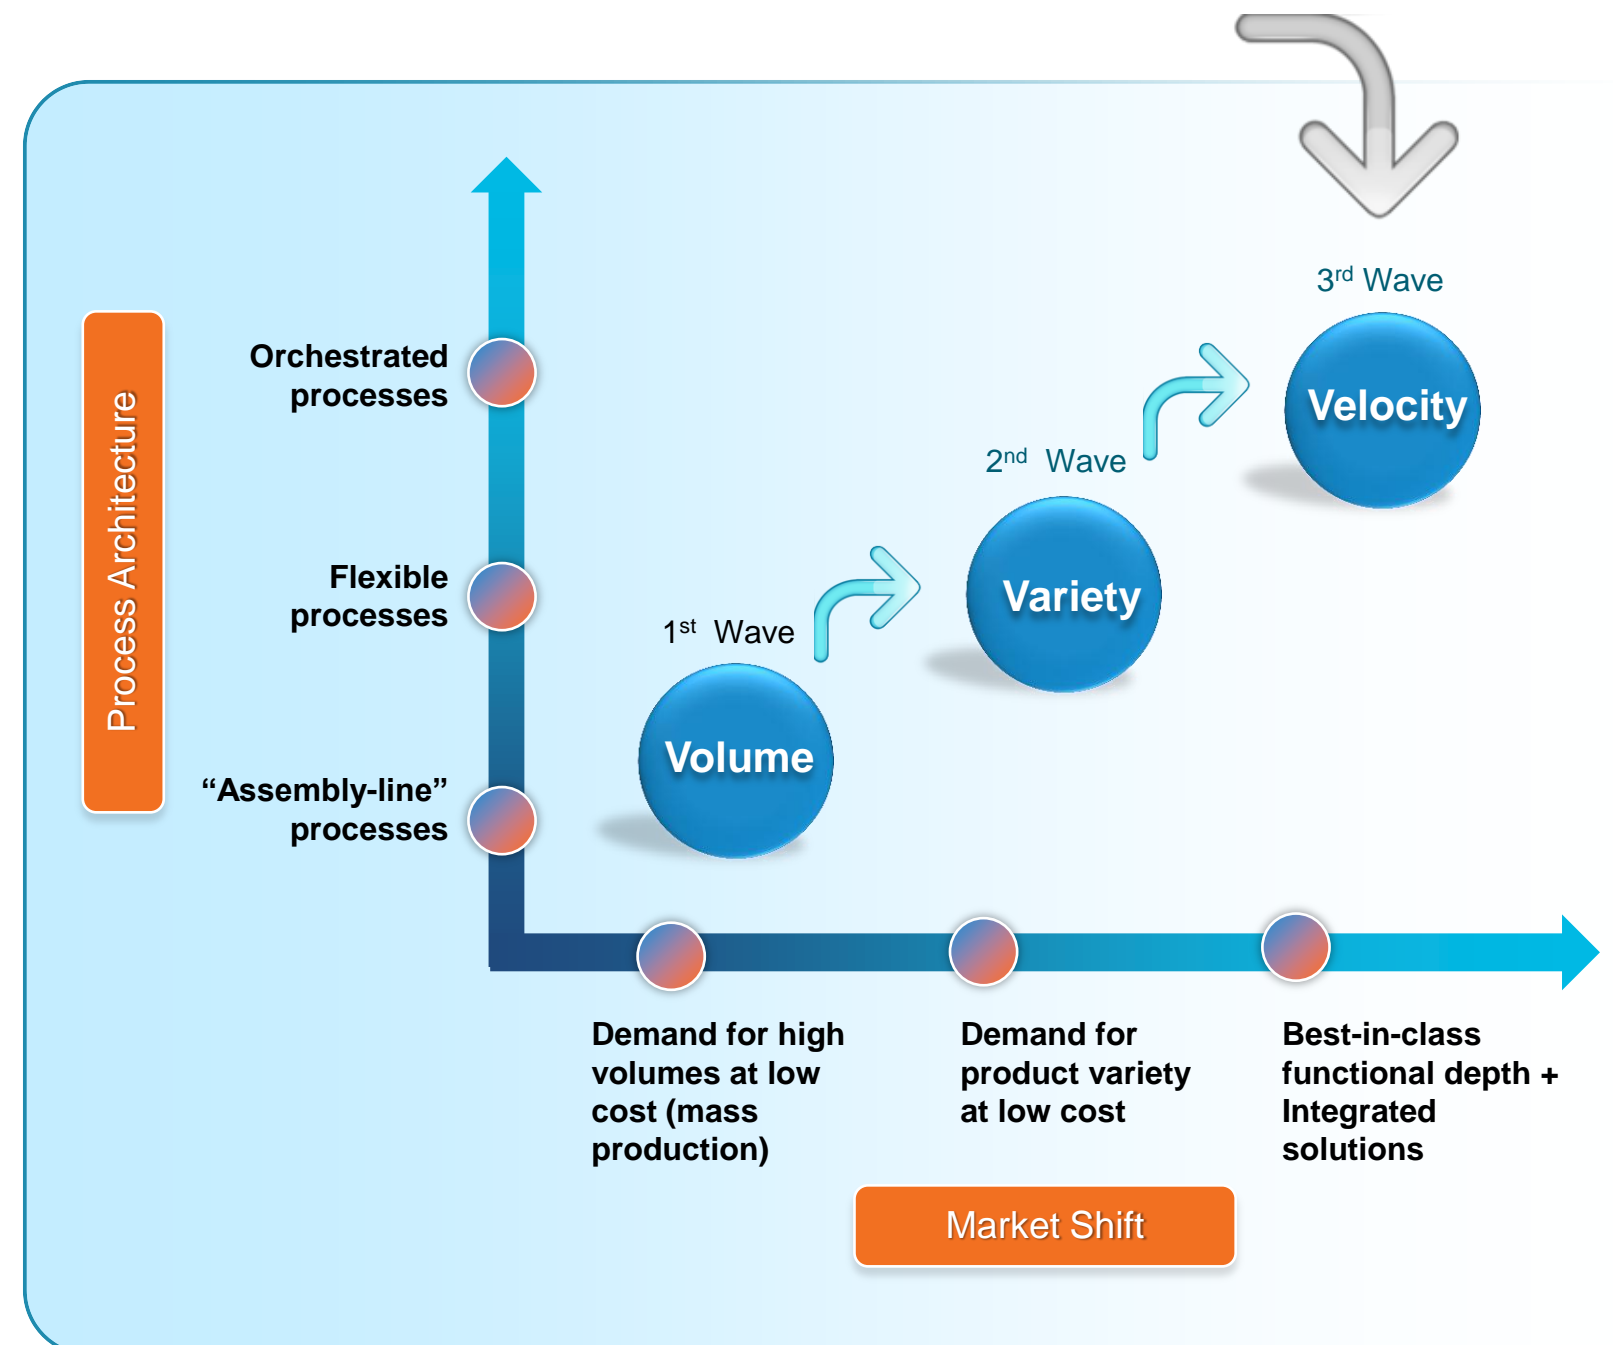 3rd Wave
Velocity
2nd Wave
Variety
1st Wave
Volume
Process Architecture
Orchestrated
processes
Flexible
processes
“Assembly-line”
processes
Demand for high
volumes at low
cost (mass
production)
Demand for
product variety
at low cost
Best-in-class
functional depth +
Integrated
solutions
Market Shift